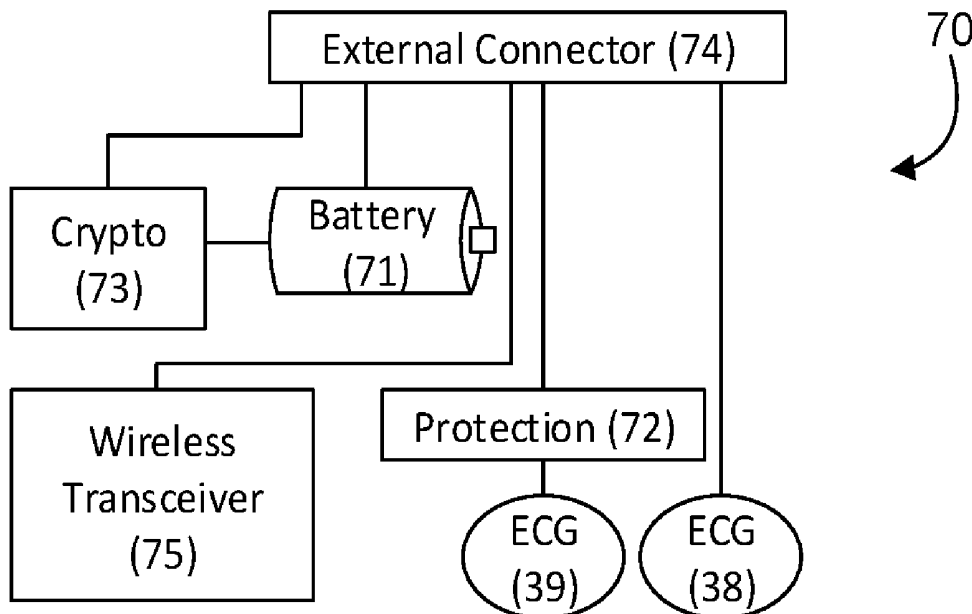 External Connector (74)
70
Crypto
(73)
Battery
(71)
Wireless
Transceiver
(75)
Protection (72)
ECG
(39)
ECG
(38)